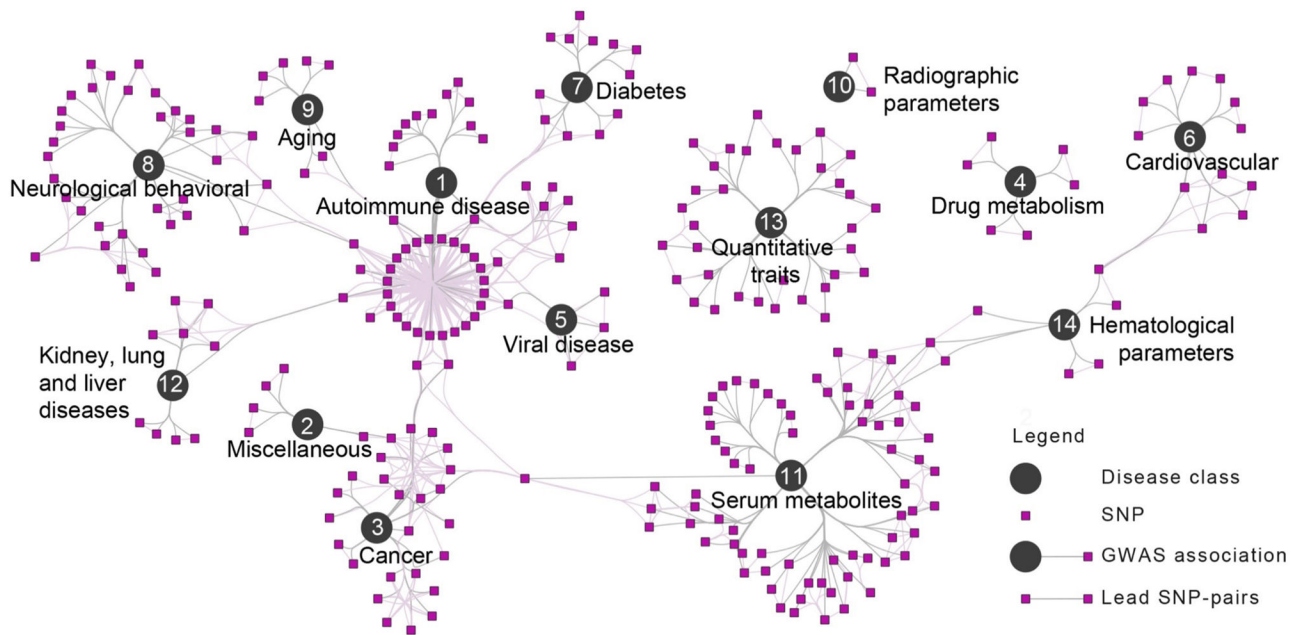 7
Diabetes
10
Radiographic
parameters
9
Aging
6
Cardiovascular
8
Neurological behavioral
1
Autoimmune disease
4
Drug metabolism
13
Quantitative
traits
5
Viral disease
14
Hematological
parameters
Kidney, lung
and liver
diseases
12
2
Miscellaneous
11
Serum metabolites
3
Cancer
Legend
Disease class
SNP
GWAS association
Lead SNP-pairs